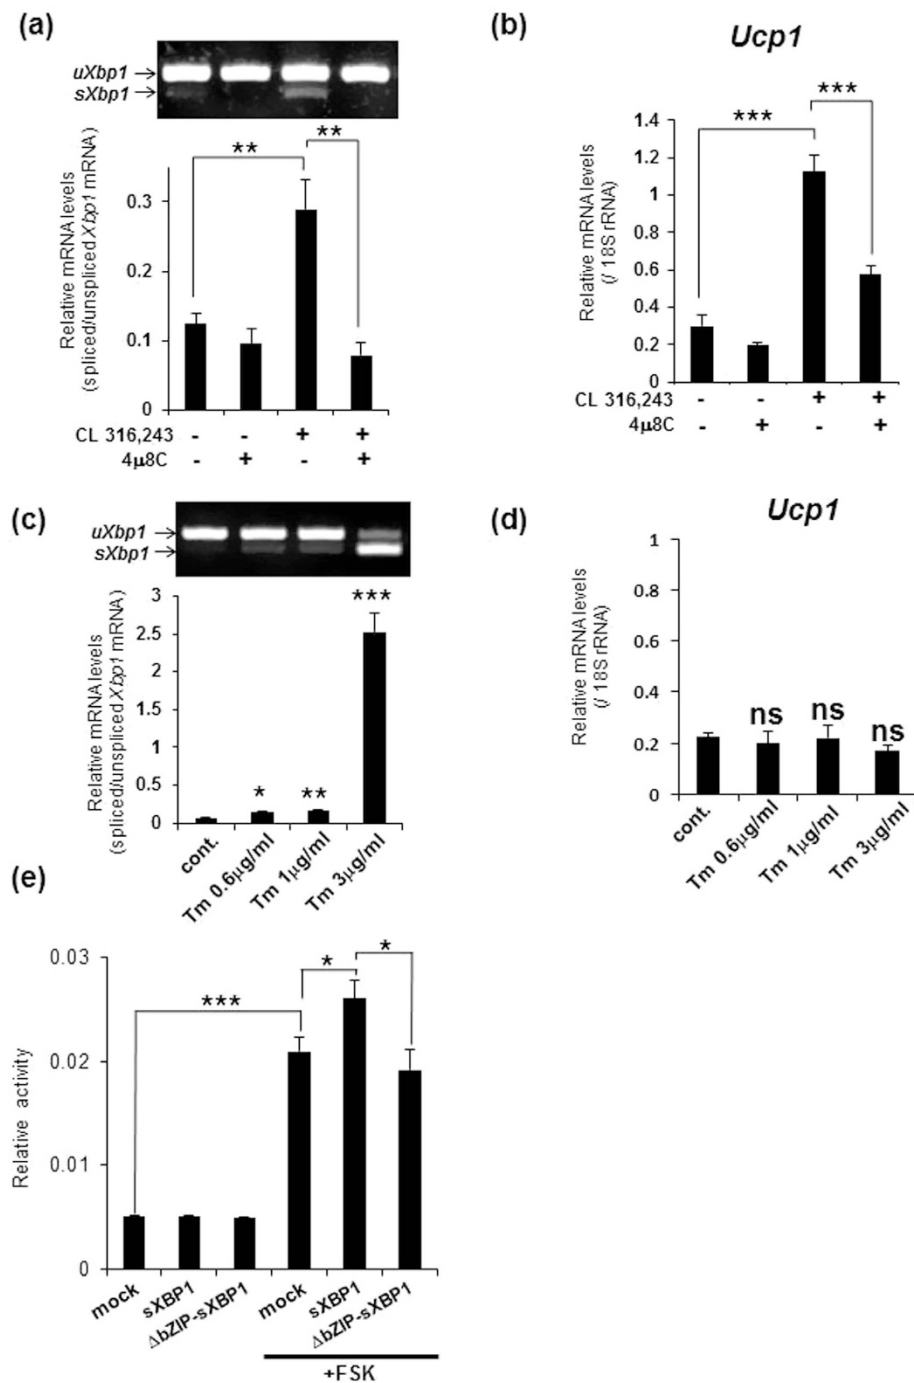 (a)
uXbp1
sXbp1
**
**
Relative mRNA levels
(spliced/unspliced Xbp1 mRNA)
0.3
0.2
0.1
0
CL 316,243 - - + +
4μ8C - + - +
(b)
Ucp1
***
***
Relative mRNA levels
(/ 18S rRNA)
1.4
1.2
1
0.8
0.6
0.4
0.2
0
CL 316,243 - - + +
4μ8C - + - +
(c)
uXbp1
sXbp1
Relative mRNA levels
(spliced/unspliced Xbp1 mRNA)
3
2.5
2
1.5
1
0.5
0
* ** ***
cont. Tm 0.6μg/ml Tm 1μg/ml Tm 3μg/ml
(d)
Ucp1
Relative mRNA levels
(/ 18S rRNA)
1
0.8
0.6
0.4
0.2
0
ns ns ns
cont. Tm 0.6μg/ml Tm 1μg/ml Tm 3μg/ml
(e)
Relative activity
0.03
0.02
0.01
0
***
*
*
mock sXBP1 ΔbZIP-sXBP1 mock sXBP1 ΔbZIP-sXBP1
+FSK